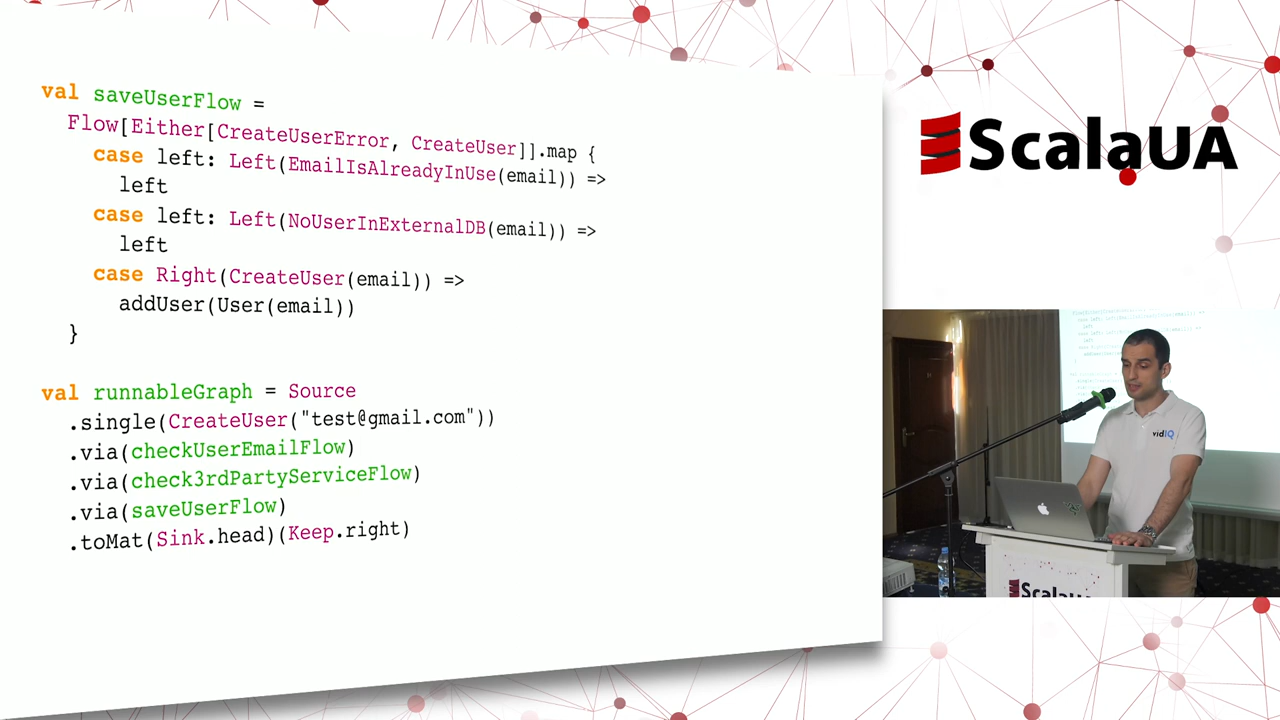 val saveUserFlow =
Flow[Either[CreateUserError, CreateUser]].map {
case left: Left(EmailIsAlreadyInUse(email)) =>
left
case left: Left(NoUserInExternalDB(email)) =>
left
case Right(CreateUser(email)) =>
addUser(User(email))
}
val runnableGraph = Source
.single(CreateUser("test@gmail.com"))
.via(checkUserEmailFlow)
.via(check3rdPartyServiceFlow)
.via(saveUserFlow)
.toMat(Sink.head)(Keep.right)
ScalaUA
vidIQ